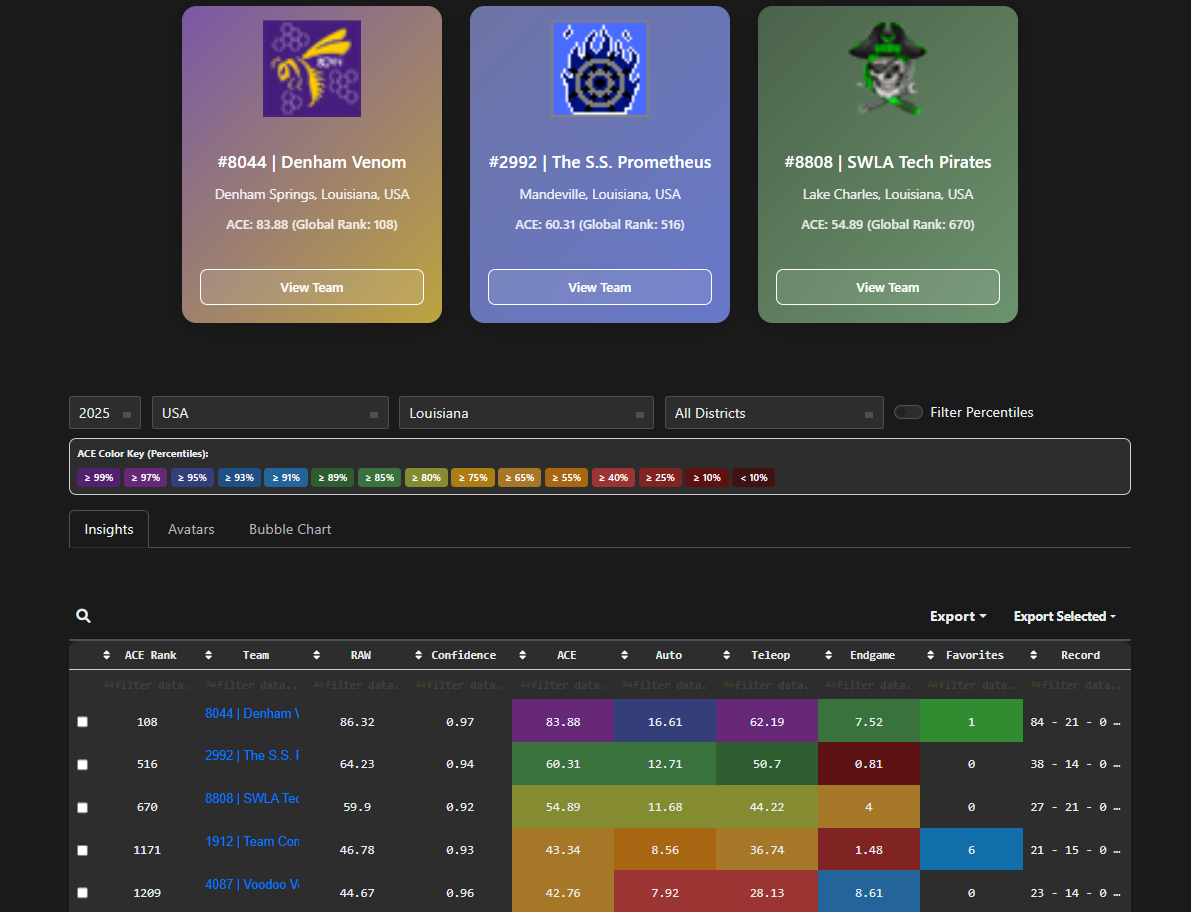 #8044 | Denham Venom
Denham Springs, Louisiana, USA
ACE: 83.88 (Global Rank: 108)
View Team
#2992 | The S.S. Prometheus
Mandeville, Louisiana, USA
ACE: 60.31 (Global Rank: 516)
View Team
#8808 | SWLA Tech Pirates
Lake Charles, Louisiana, USA
ACE: 54.89 (Global Rank: 670)
View Team
2025 USA Louisiana All Districts Filter Percentiles
ACE Color Key (Percentiles):
≥ 99% ≥ 97% ≥ 95% ≥ 93% ≥ 91% ≥ 89% ≥ 85% ≥ 80% ≥ 75% ≥ 65% ≥ 55% ≥ 40% ≥ 25% ≥ 10% < 10%
Insights Avatars Bubble Chart
Export Export Selected
ACE Rank Team RAW Confidence ACE Auto Teleop Endgame Favorites Record
filter data. filter data.. filter data. filter data.. filter data. filter data. filter data. filter data. filter data.. filter data..
108 8044 | Denham 86.32 0.97 83.88 16.61 62.19 7.52 1 84 - 21 - 0 …
516 2992 | The S.S. 64.23 0.94 60.31 12.71 50.7 0.81 0 38 - 14 - 0 …
670 8808 | SWLA Tec 59.9 0.92 54.89 11.68 44.22 4 0 27 - 21 - 0 …
1171 1912 | Team Con 46.78 0.93 43.34 8.56 36.74 1.48 6 21 - 15 - 0 …
1209 4087 | Voodoo 44.67 0.96 42.76 7.92 28.13 8.61 0 23 - 14 - 0 …